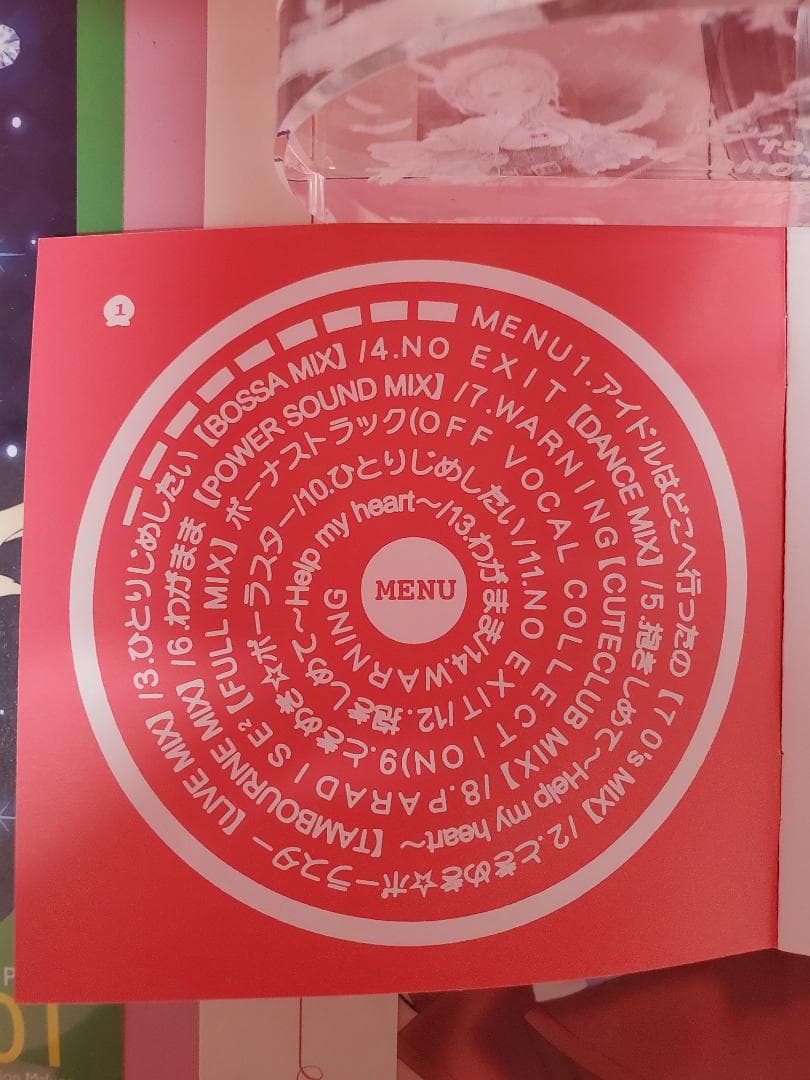 1
MENU1.アイドルはどこへ行ったの【70's MIX】/2.ときめき☆ポーラスター【LIVE MIX】/3.ひとりじめしたい【BOSSA MIX】/4.NO EXIT【DANCE MIX】/5.抱きしめて〜Help my heart〜【TAMBOURINE MIX】/6.わがまま【POWER SOUND MIX】/7.WARNING【CUTECLUB MIX】/8.PARADISE²【FULL MIX】ボーナストラック(OFF VOCAL COLLECTION)9.ときめき☆ポーラスター/10.ひとりじめしたい/11.NO EXIT/12.抱きしめて〜Help my heart〜/13.わがまま/14.WARNING
MENU